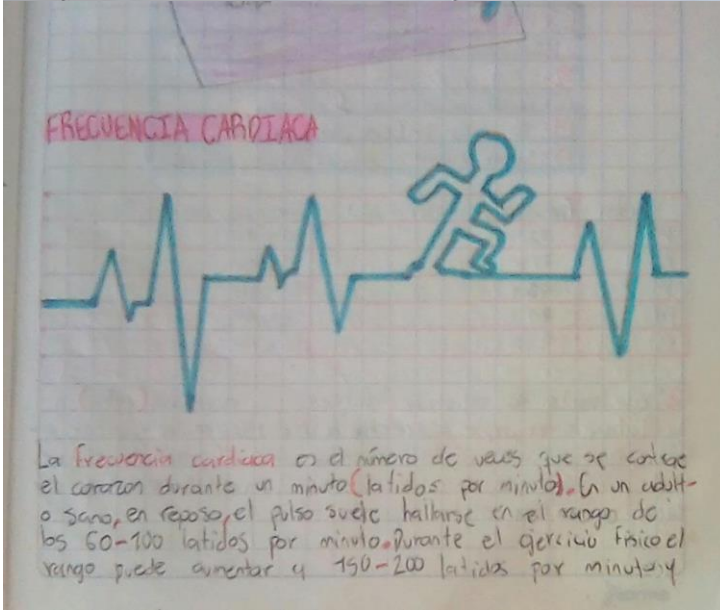 FRECUENCIA CARDIACA
La frecuencia cardiaca es el número de veces que se contrae
el corazon durante un minuto (latidos por minuto). En un adult-
o sano, en reposo, el pulso suele hallarse en el rango de
los 60-100 latidos por minuto. Durante el ejercicio físico el
rango puede aumentar a 150-200 latidos por minuto y